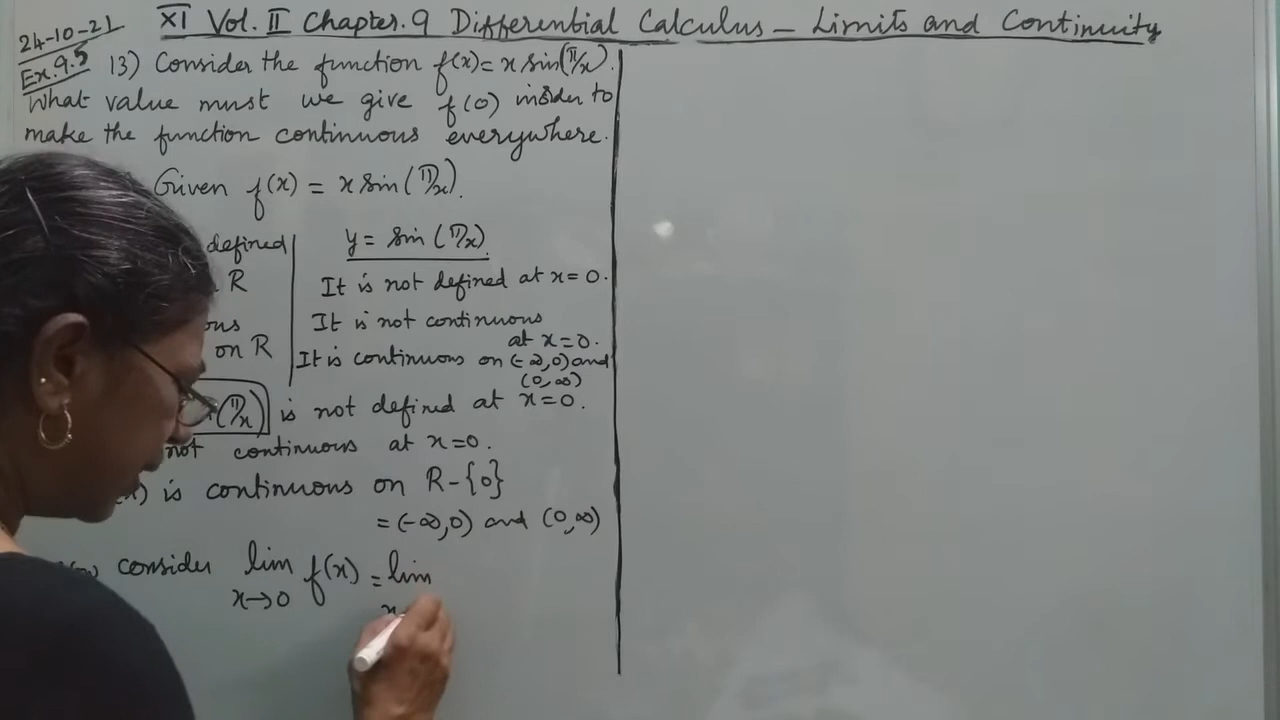 24-10-21
Ex.9.5
XI Vol. II Chapter.9 Differential Calculus – Limits and Continuity
13) Consider the function f(x) = x sin(π/x).
What value must we give f(0) inorder to
make the function continuous everywhere.
Given f(x) = x sin(π/x).
defined
R
on R
y = sin(π/x)
It is not defined at x=0.
It is not continuous
at x=0.
It is continuous on (-∞,0) and
(0,∞)
(π/x) is not defined at x=0.
not continuous at x=0.
is continuous on R-{0}
= (-∞,0) and (0,∞)
consider lim f(x) = lim
x→0